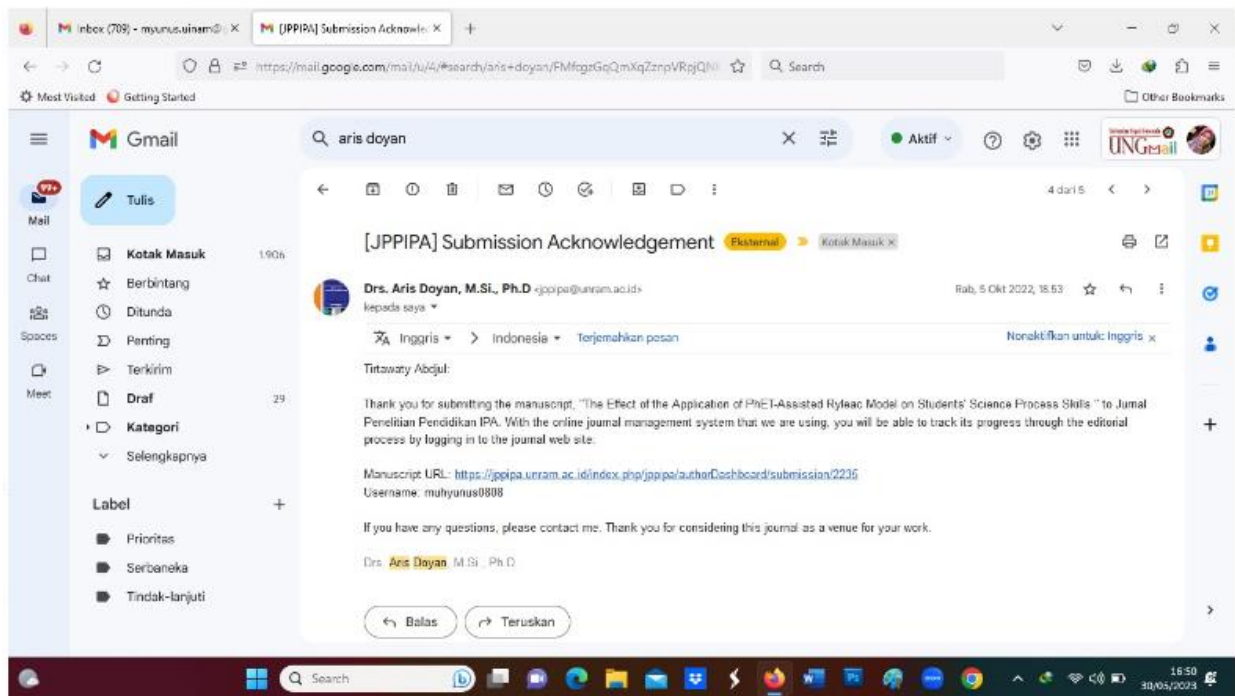 Inbox (709) - myunus.uinam@
[JPPIPA] Submission Acknowle
https://mail.google.com/mail/u/4/#search/aris+doyan/
Search
Most Visited
Getting Started
Other Bookmarks
Gmail
aris doyan
Aktif
UNGmail
99+
Mail
Chat
Spaces
Meet
Tulis
Kotak Masuk 1.906
Berbintang
Ditunda
Penting
Terkirim
Draf 29
Kategori
Selengkapnya
Label
Prioritas
Serbaneka
Tindak-lanjuti
4 dari 5
[JPPIPA] Submission Acknowledgement Eksternal Kotak Masuk ×
Drs. Aris Doyan, M.Si., Ph.D <jppipa@unram.ac.id> Rab, 5 Okt 2022, 18.53
kepada saya
Inggris > Indonesia Terjemahkan pesan Nonaktifkan untuk: Inggris ×
Tirtawaty Abdjul:
Thank you for submitting the manuscript, "The Effect of the Application of PhET-Assisted Ryleac Model on Students' Science Process Skills " to Jurnal
Penelitian Pendidikan IPA. With the online journal management system that we are using, you will be able to track its progress through the editorial
process by logging in to the journal web site:
Manuscript URL: https://jppipa.unram.ac.id/index.php/jppipa/authorDashboard/submission/2235
Username: muhyunus0808
If you have any questions, please contact me. Thank you for considering this journal as a venue for your work.
Drs. Aris Doyan, M.Si., Ph.D
Balas
Teruskan
Search
16:50
30/05/2023